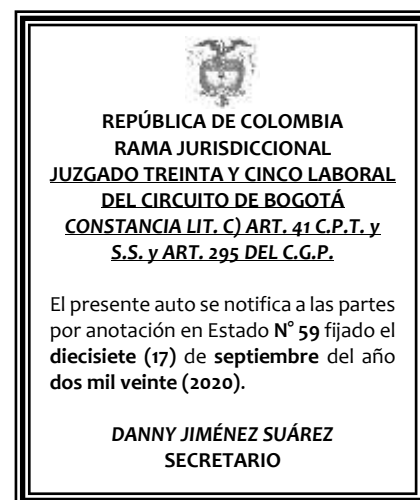 REPÚBLICA DE COLOMBIA
RAMA JURISDICCIONAL
JUZGADO TREINTA Y CINCO LABORAL
DEL CIRCUITO DE BOGOTÁ
CONSTANCIA LIT. C) ART. 41 C.P.T. y
S.S. y ART. 295 DEL C.G.P.
El presente auto se notifica a las partes
por anotación en Estado N° 59 fijado el
diecisiete (17) de septiembre del año
dos mil veinte (2020).
DANNY JIMÉNEZ SUÁREZ
SECRETARIO